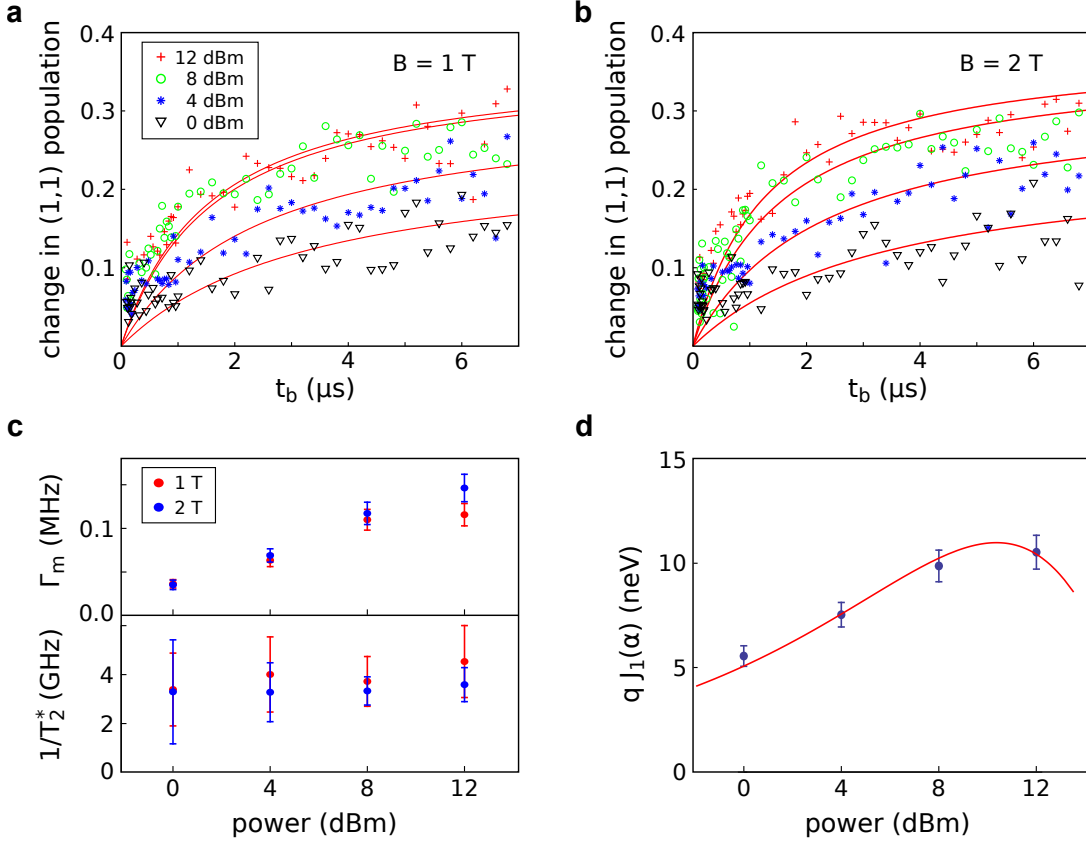 a
change in (1,1) population
0.4
0.3
0.2
0.1
12 dBm
8 dBm
4 dBm
0 dBm
B = 1 T
0 2 4 6
t_b (μs)
b
change in (1,1) population
0.4
0.3
0.2
0.1
B = 2 T
0 2 4 6
t_b (μs)
c
Γ_m (MHz)
0.1
0.0
1 T
2 T
1/T_2^* (GHz)
4
2
0
0 4 8 12
power (dBm)
d
q J_1(α) (neV)
15
10
5
0
0 4 8 12
power (dBm)